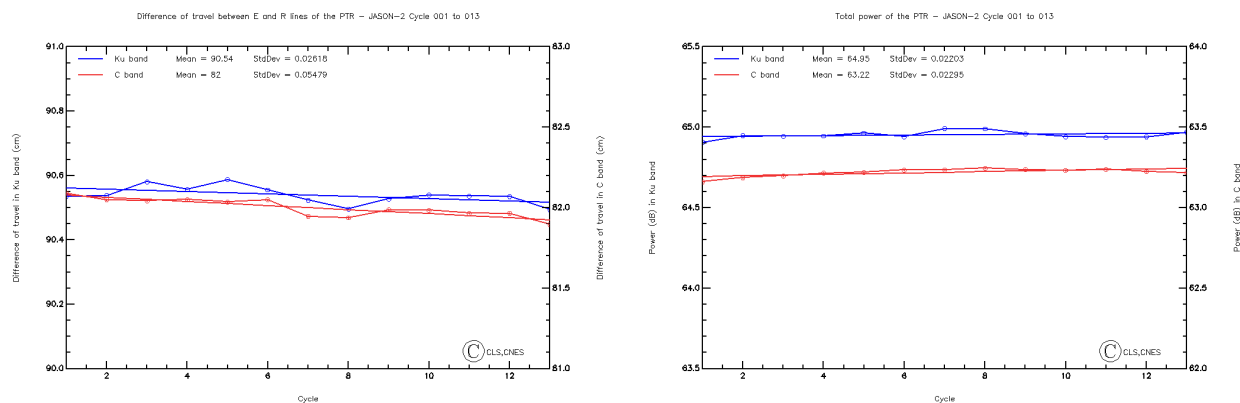 Difference of travel between E and R lines of the PTR - JASON-2 Cycle 001 to 013
91.0
83.0
Ku band Mean = 90.54 StdDev = 0.02618
C band Mean = 82 StdDev = 0.05479
90.8
82.5
90.6
82.0
90.4
90.2
81.5
90.0
81.0
Difference of travel in Ku band (cm)
Difference of travel in C band (cm)
C CLS,CNES
2 4 6 8 10 12
Cycle
Total power of the PTR - JASON-2 Cycle 001 to 013
65.5
64.0
Ku band Mean = 64.95 StdDev = 0.02203
C band Mean = 63.22 StdDev = 0.02295
65.0
63.5
64.5
63.0
64.0
62.5
63.5
62.0
Power (dB) in Ku band
Power (dB) in C band
C CLS,CNES
2 4 6 8 10 12
Cycle